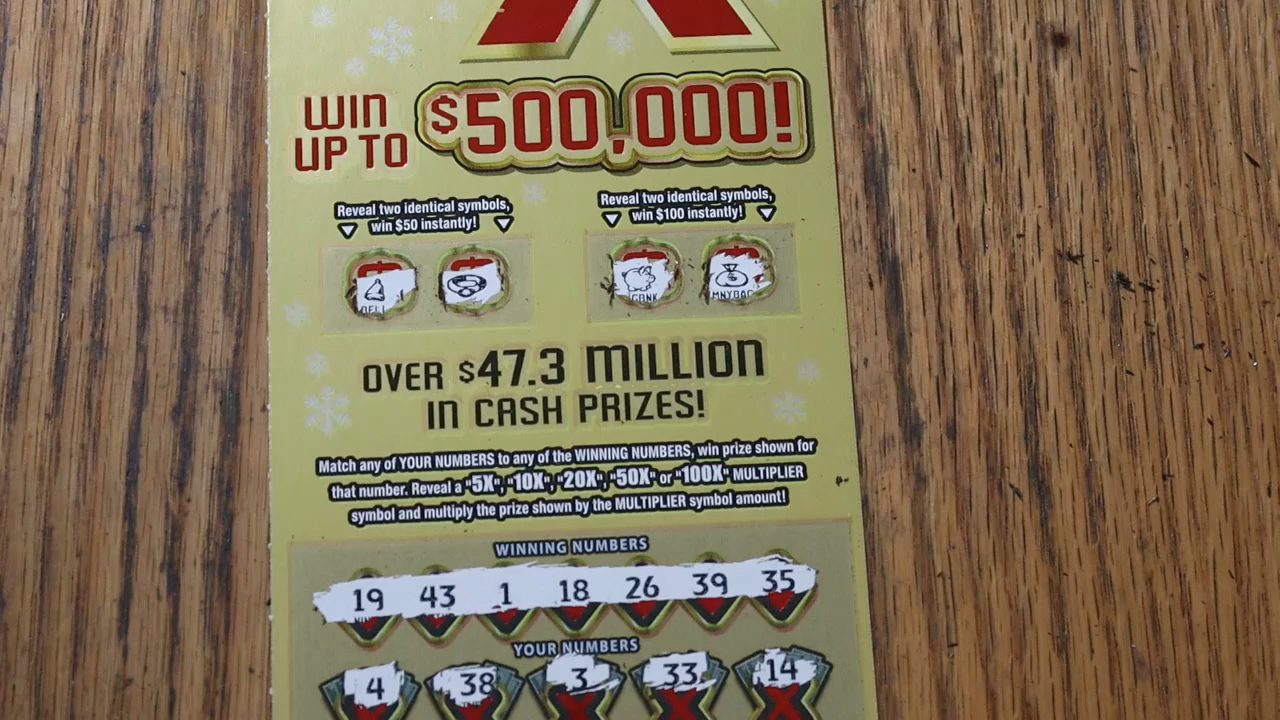 X
WIN
UP TO
$500,000!
Reveal two identical symbols,
win $50 instantly!
Reveal two identical symbols,
win $100 instantly!
MNYBAG
OVER $47.3 MILLION
IN CASH PRIZES!
Match any of YOUR NUMBERS to any of the WINNING NUMBERS, win prize shown for
that number. Reveal a "5X", "10X", "20X", "50X" or "100X" MULTIPLIER
symbol and multiply the prize shown by the MULTIPLIER symbol amount!
WINNING NUMBERS
19 43 1 18 26 39 35
YOUR NUMBERS
4 38 3 33 14